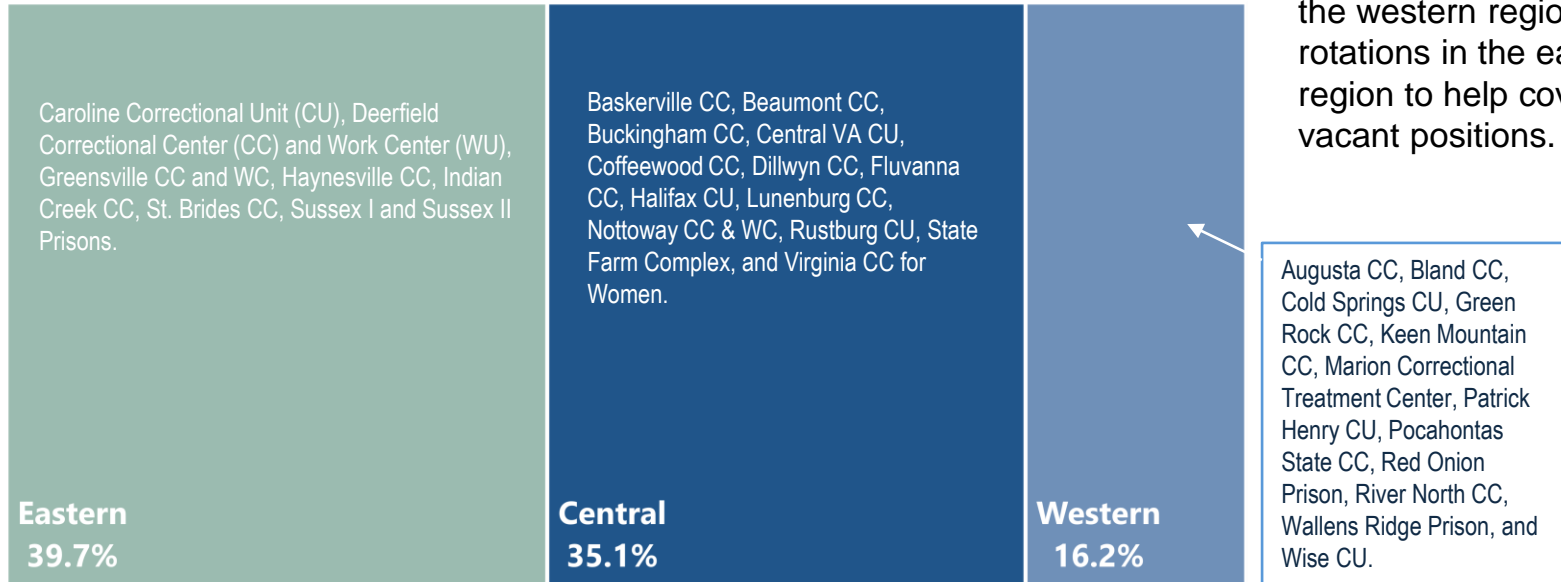 Caroline Correctional Unit (CU), Deerfield
Correctional Center (CC) and Work Center (WU),
Greensville CC and WC, Haynesville CC, Indian
Creek CC, St. Brides CC, Sussex I and Sussex II
Prisons.
Eastern
39.7%
Baskerville CC, Beaumont CC,
Buckingham CC, Central VA CU,
Coffeewood CC, Dillwyn CC, Fluvanna
CC, Halifax CU, Lunenburg CC,
Nottoway CC & WC, Rustburg CU, State
Farm Complex, and Virginia CC for
Women.
Central
35.1%
Western
16.2%
the western
rotations in the
region to help
vacant positions.
Augusta CC, Bland CC,
Cold Springs CU, Green
Rock CC, Keen Mountain
CC, Marion Correctional
Treatment Center, Patrick
Henry CU, Pocahontas
State CC, Red Onion
Prison, River North CC,
Wallens Ridge Prison, and
Wise CU.